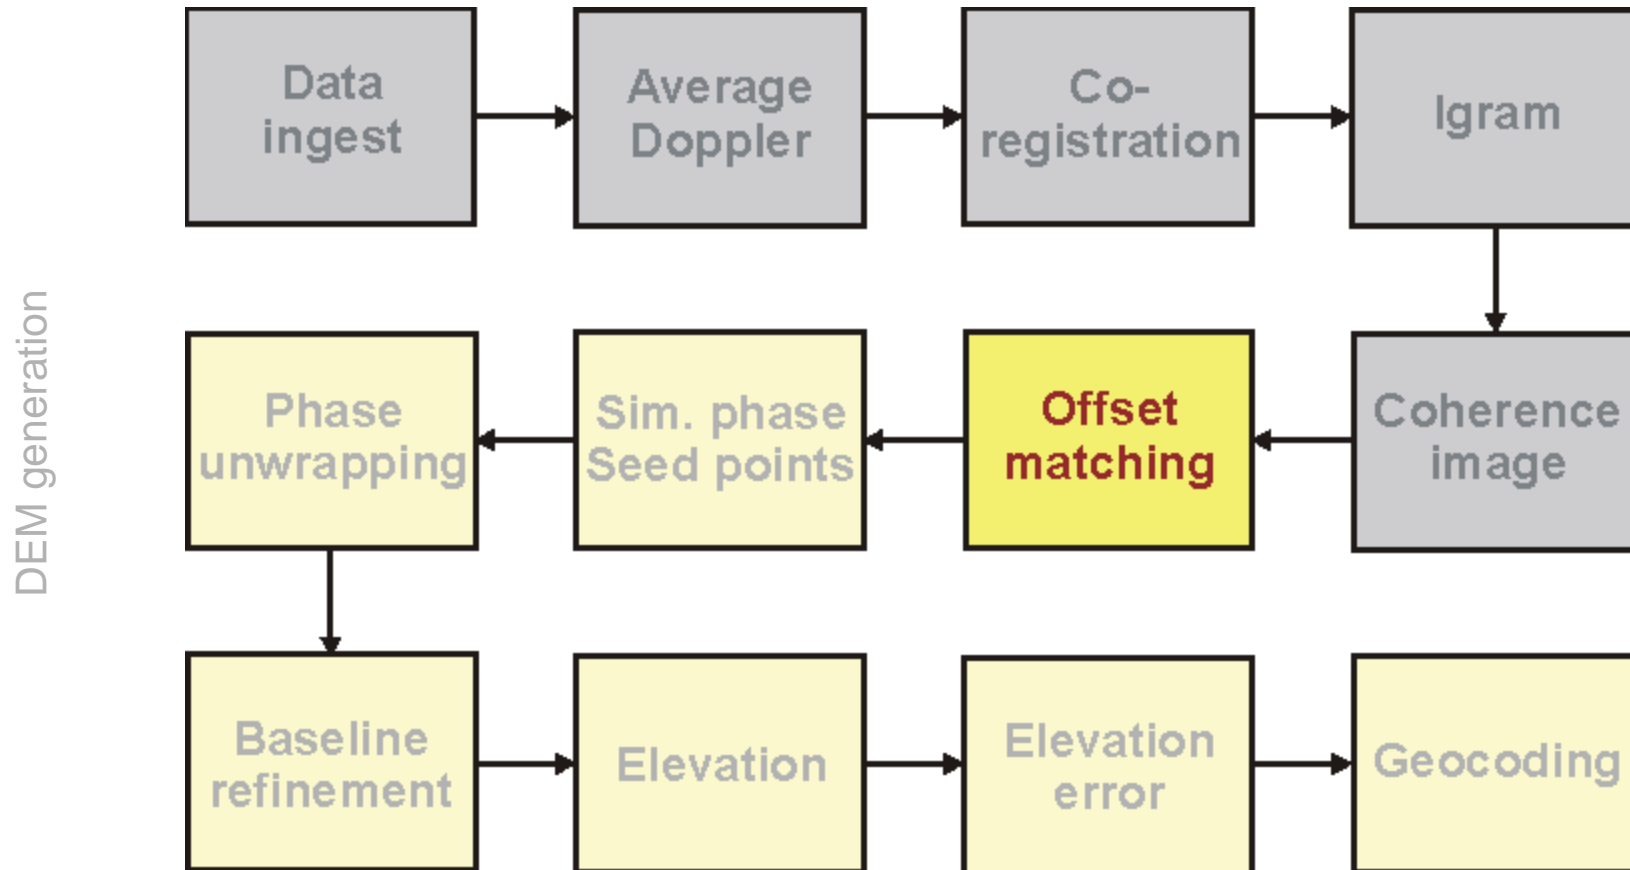 DEM generation
Data
ingest
Average
Doppler
Co-
registration
Igram
Coherence
image
Offset
matching
Sim. phase
Seed points
Phase
unwrapping
Baseline
refinement
Elevation
Elevation
error
Geocoding